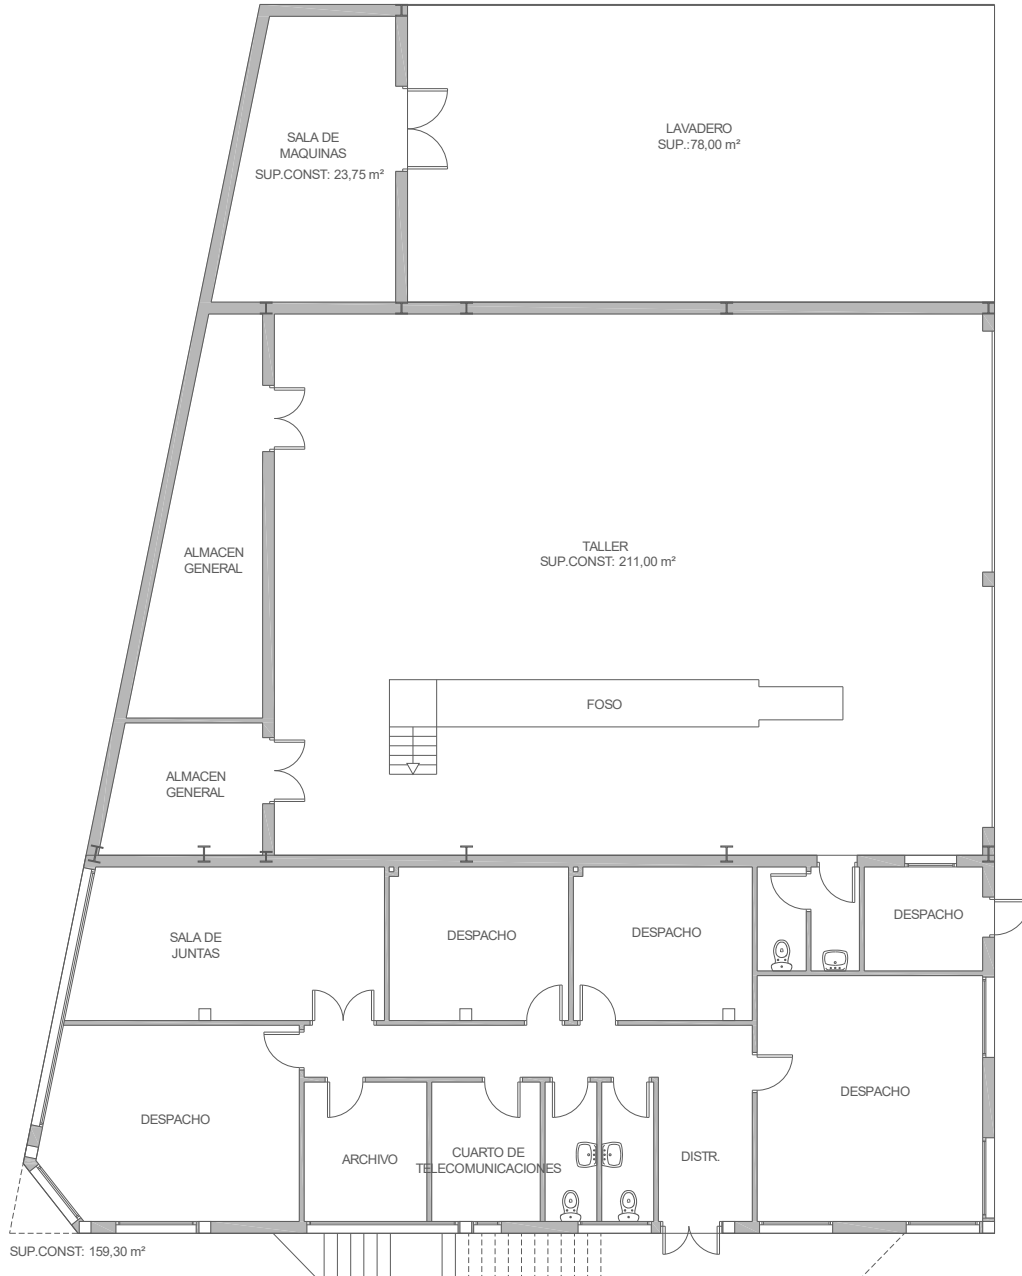 SALA DE
MAQUINAS
SUP.CONST: 23,75 m²
LAVADERO
SUP.:78,00 m²
ALMACEN
GENERAL
TALLER
SUP.CONST: 211,00 m²
FOSO
ALMACEN
GENERAL
SALA DE
JUNTAS
DESPACHO
DESPACHO
DESPACHO
DESPACHO
DESPACHO
ARCHIVO
CUARTO DE
TELECOMUNICACIONES
DISTR.
SUP.CONST: 159,30 m²